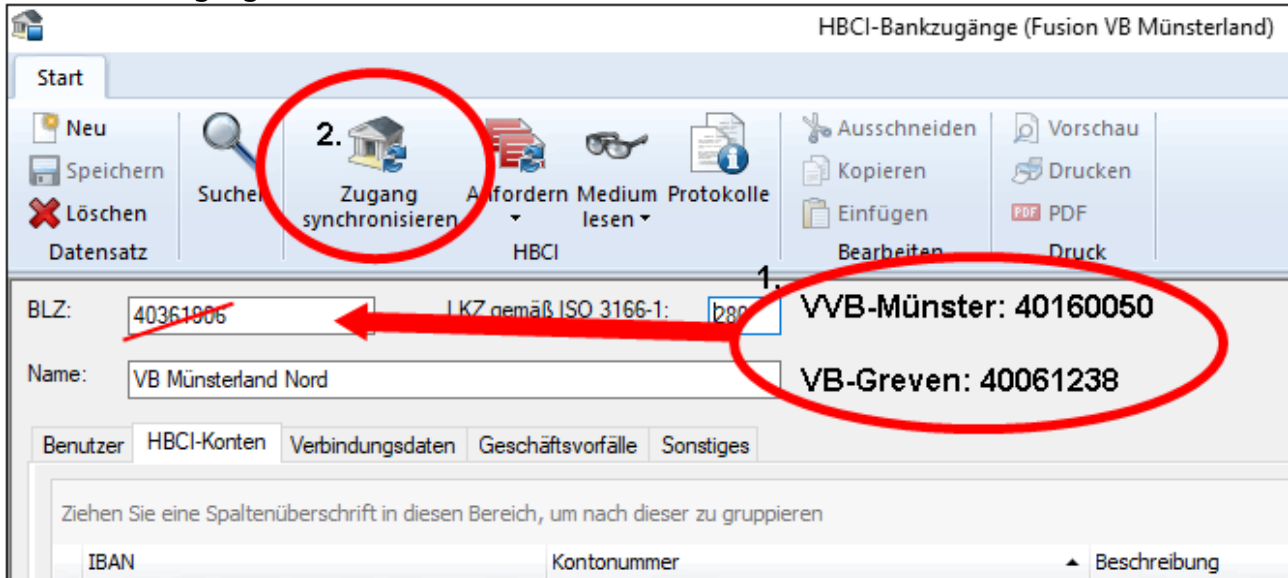 HBCI-Bankzugänge (Fusion VB Münsterland)
Start
Neu
Speichern
Löschen
Datensatz
Suchen
2.
Zugang
synchronisieren
Anfordern
Medium
lesen
Protokolle
HBCI
Ausschneiden
Kopieren
Einfügen
Bearbeiten
Vorschau
Drucken
PDF PDF
Druck
1.
BLZ: 40361906 LKZ gemäß ISO 3166-1: 280
VVB-Münster: 40160050
Name: VB Münsterland Nord
VB-Greven: 40061238
Benutzer HBCI-Konten Verbindungsdaten Geschäftsvorfälle Sonstiges
Ziehen Sie eine Spaltenüberschrift in diesen Bereich, um nach dieser zu gruppieren
IBAN Kontonummer Beschreibung